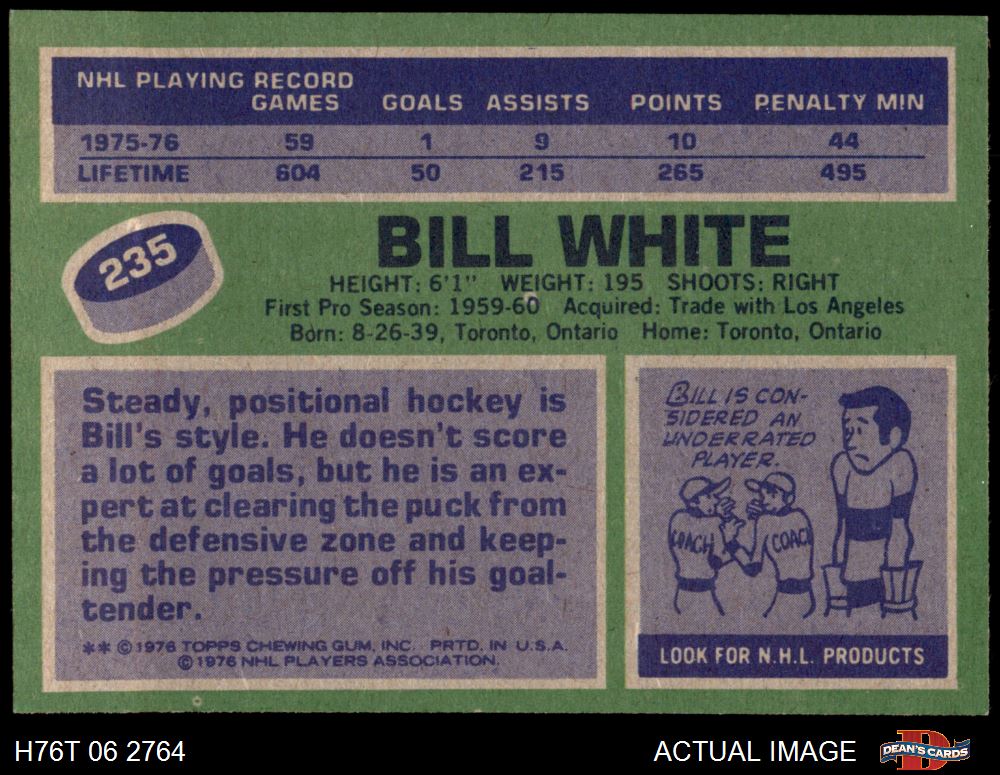 NHL PLAYING RECORD
GAMES GOALS ASSISTS POINTS PENALTY MIN
1975-76 59 1 9 10 44
LIFETIME 604 50 215 265 495
235
BILL WHITE
HEIGHT: 6'1" WEIGHT: 195 SHOOTS: RIGHT
First Pro Season: 1959-60 Acquired: Trade with Los Angeles
Born: 8-26-39, Toronto, Ontario Home: Toronto, Ontario
Steady, positional hockey is
Bill's style. He doesn't score
a lot of goals, but he is an ex-
pert at clearing the puck from
the defensive zone and keep-
ing the pressure off his goal-
tender.
** © 1976 TOPPS CHEWING GUM, INC. PRTD. IN U.S.A.
© 1976 NHL PLAYERS ASSOCIATION.
BILL IS CON-
SIDERED AN
UNDERRATED
PLAYER.
COACH COACH
LOOK FOR N.H.L. PRODUCTS
H76T 06 2764 ACTUAL IMAGE D DEAN'S CARDS